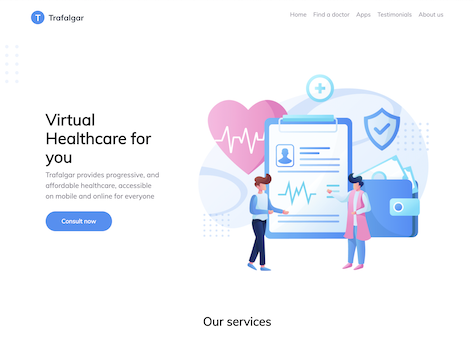 T Trafalgar
Home Find a doctor Apps Testimonials About us
Virtual
Healthcare for
you
Trafalgar provides progressive, and
affordable healthcare, accessible
on mobile and online for everyone
Consult now
Our services